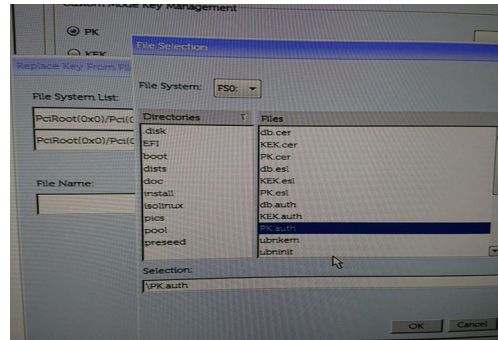 Custom Mode Key Management
PK
KEK
Replace Key From Fil
File System List:
PciRoot(0x0)/Pci(0
PciRoot(0x0)/Pci(0
File Name:
File Selection
File System: FS0:
Directories
.disk
EFI
boot
dists
doc
install
isolinux
pics
pool
preseed
Files
db.cer
KEK.cer
PK.cer
db.esl
KEK.esl
PK.esl
db.auth
KEK.auth
PK.auth
ubnkern
ubninit
Selection:
\PK.auth
OK
Cancel